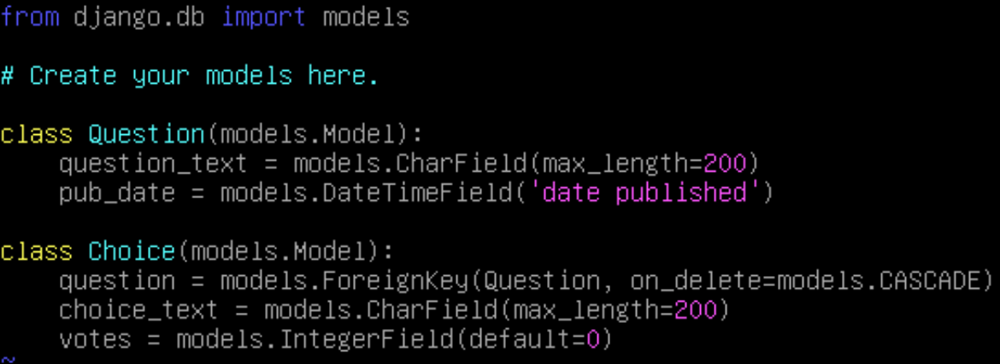 from django.db import models
# Create your models here.
class Question(models.Model):
    question_text = models.CharField(max_length=200)
    pub_date = models.DateTimeField('date published')
class Choice(models.Model):
    question = models.ForeignKey(Question, on_delete=models.CASCADE)
    choice_text = models.CharField(max_length=200)
    votes = models.IntegerField(default=0)
~